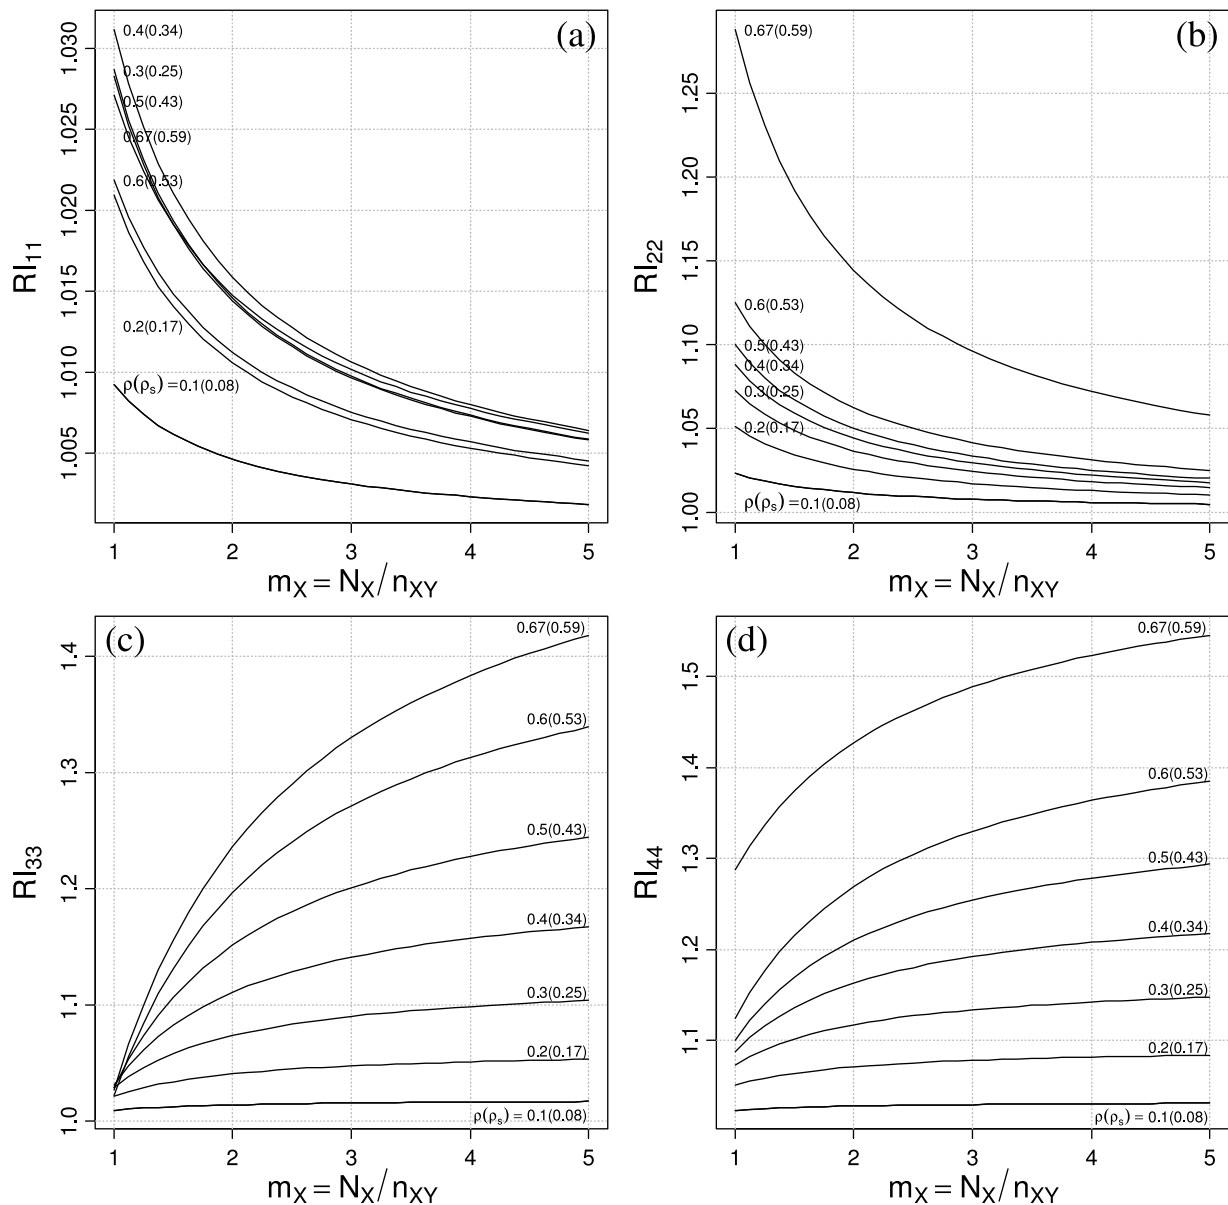 (a)
RI11
1.030
1.025
1.020
1.015
1.010
1.005
0.4(0.34)
0.3(0.25)
0.5(0.43)
0.67(0.59)
0.6(0.53)
0.2(0.17)
ρ(ρs) = 0.1(0.08)
1 2 3 4 5
mX = NX / nXY
(b)
RI22
1.25
1.20
1.15
1.10
1.05
1.00
0.67(0.59)
0.6(0.53)
0.5(0.43)
0.4(0.34)
0.3(0.25)
0.2(0.17)
ρ(ρs) = 0.1(0.08)
1 2 3 4 5
mX = NX / nXY
(c)
RI33
1.4
1.3
1.2
1.1
1.0
0.67(0.59)
0.6(0.53)
0.5(0.43)
0.4(0.34)
0.3(0.25)
0.2(0.17)
ρ(ρs) = 0.1(0.08)
1 2 3 4 5
mX = NX / nXY
(d)
RI44
1.5
1.4
1.3
1.2
1.1
0.67(0.59)
0.6(0.53)
0.5(0.43)
0.4(0.34)
0.3(0.25)
0.2(0.17)
ρ(ρs) = 0.1(0.08)
1 2 3 4 5
mX = NX / nXY